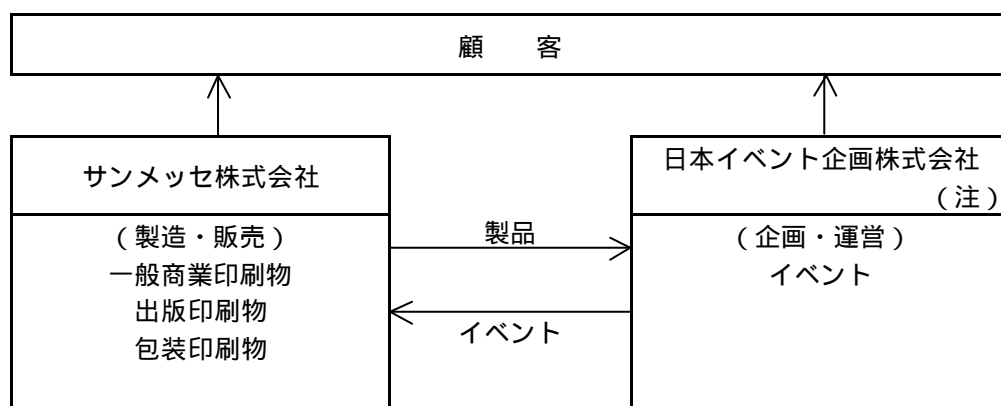 顧　　客
サンメッセ株式会社
日本イベント企画株式会社
（注）
（製造・販売）
一般商業印刷物
出版印刷物
包装印刷物
製品
イベント
（企画・運営）
イベント